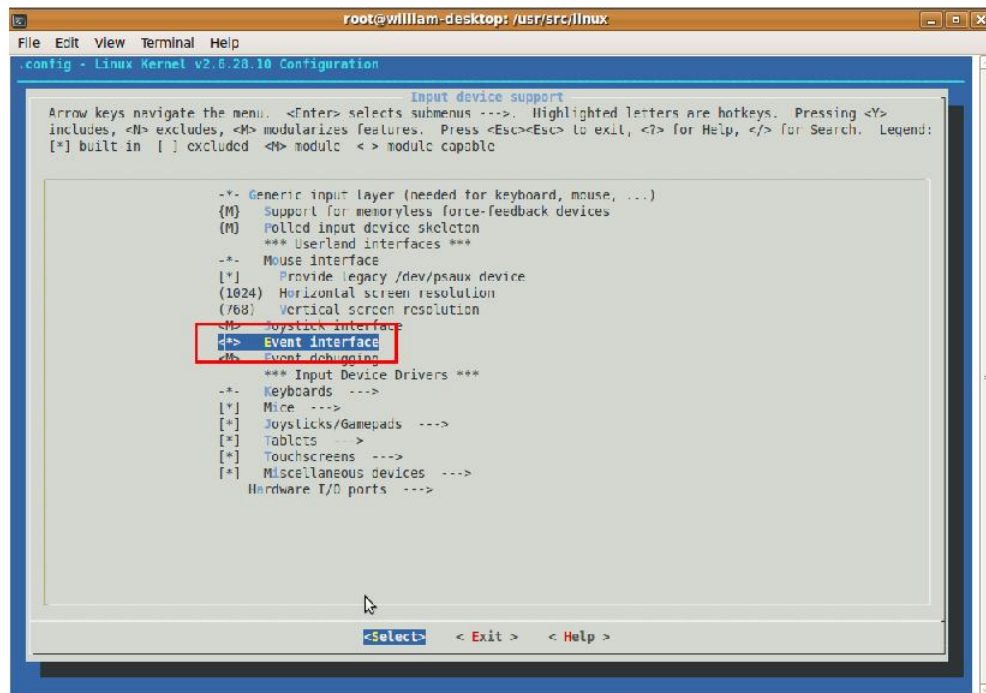 root@william-desktop: /usr/src/linux
File Edit View Terminal Help
.config - Linux Kernel v2.6.28.10 Configuration
Input device support
Arrow keys navigate the menu. <Enter> selects submenus --->. Highlighted letters are hotkeys. Pressing <Y>
includes, <N> excludes, <M> modularizes features. Press <Esc><Esc> to exit, <?> for Help, </> for Search. Legend:
[*] built-in [ ] excluded <M> module < > module capable
-*- Generic input layer (needed for keyboard, mouse, ...)
{M} Support for memoryless force-feedback devices
{M} Polled input device skeleton
*** Userland interfaces ***
-*- Mouse interface
[*] Provide legacy /dev/psaux device
(1024) Horizontal screen resolution
(768) Vertical screen resolution
<M> Joystick interface
<*> Event interface
<M> Event debugging
*** Input Device Drivers ***
-*- Keyboards --->
[*] Mice --->
[*] Joysticks/Gamepads --->
[*] Tablets --->
[*] Touchscreens --->
[*] Miscellaneous devices --->
Hardware I/O ports --->
<Select> < Exit > < Help >